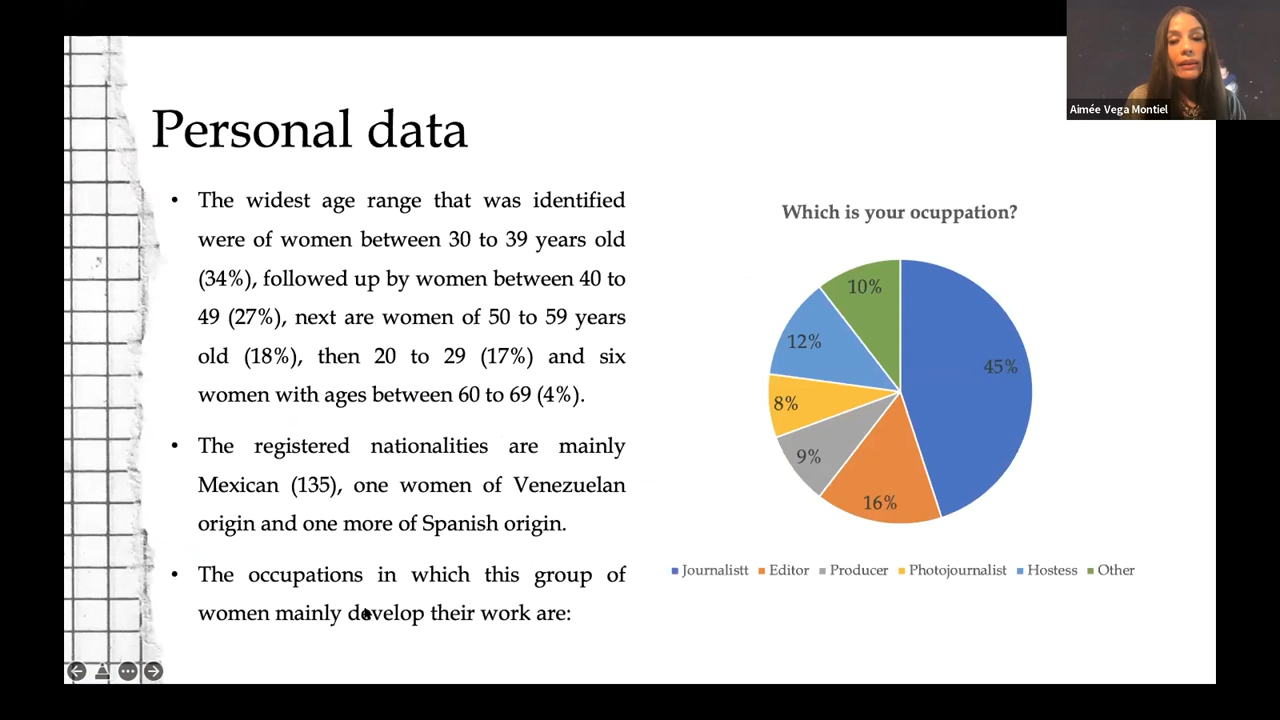 Aimée Vega Montiel
Personal data
• The widest age range that was identified
were of women between 30 to 39 years old
(34%), followed up by women between 40 to
49 (27%), next are women of 50 to 59 years
old (18%), then 20 to 29 (17%) and six
women with ages between 60 to 69 (4%).
• The registered nationalities are mainly
Mexican (135), one women of Venezuelan
origin and one more of Spanish origin.
• The occupations in which this group of
women mainly develop their work are:
Which is your ocuppation?
10%
12%
45%
8%
9%
16%
Journalistt Editor Producer Photojournalist Hostess Other